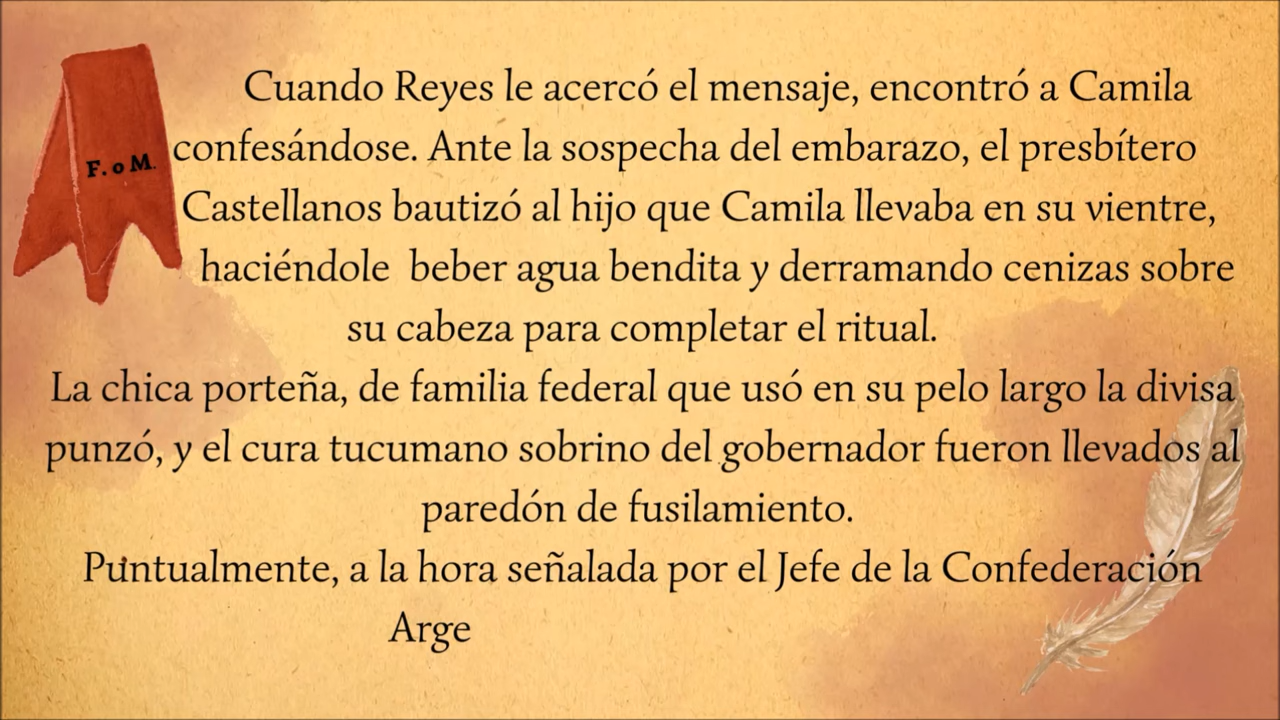 Cuando Reyes le acercó el mensaje, encontró a Camila
F. o M.
confesándose. Ante la sospecha del embarazo, el presbítero
Castellanos bautizó al hijo que Camila llevaba en su vientre,
haciéndole beber agua bendita y derramando cenizas sobre
su cabeza para completar el ritual.
La chica porteña, de familia federal que usó en su pelo largo la divisa
punzó, y el cura tucumano sobrino del gobernador fueron llevados al
paredón de fusilamiento.
Puntualmente, a la hora señalada por el Jefe de la Confederación
Arge